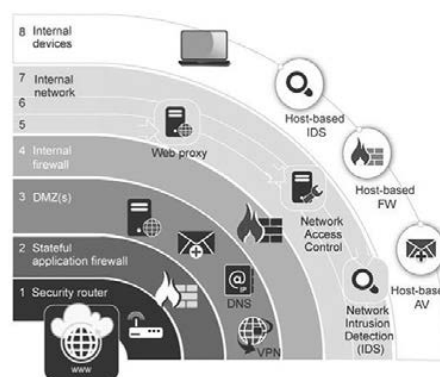 8 Internal
devices
7 Internal
network
6
5
4 Internal
firewall
3 DMZ(s)
2 Stateful
application firewall
1 Security router
www
Web proxy
DNS
@
IP
VPN
Host-based
IDS
Host-based
FW
Network
Access
Control
Host-based
AV
Network
Intrusion
Detection
(IDS)